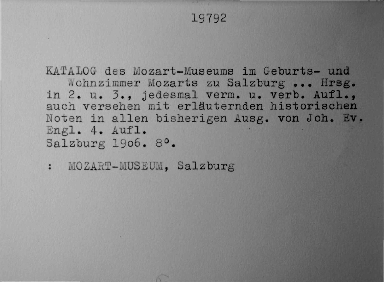 19792
KATALOG des Mozart-Museums im Geburts- und
Wohnzimmer Mozarts zu Salzburg ... Hrsg.
in 2. u. 3., jedesmal verm. u. verb. Aufl.,
auch versehen mit erläuternden historischen
Noten in allen bisherigen Ausg. von Joh. Ev.
Engl. 4. Aufl.
Salzburg 1906. 8°.
: MOZART-MUSEUM, Salzburg